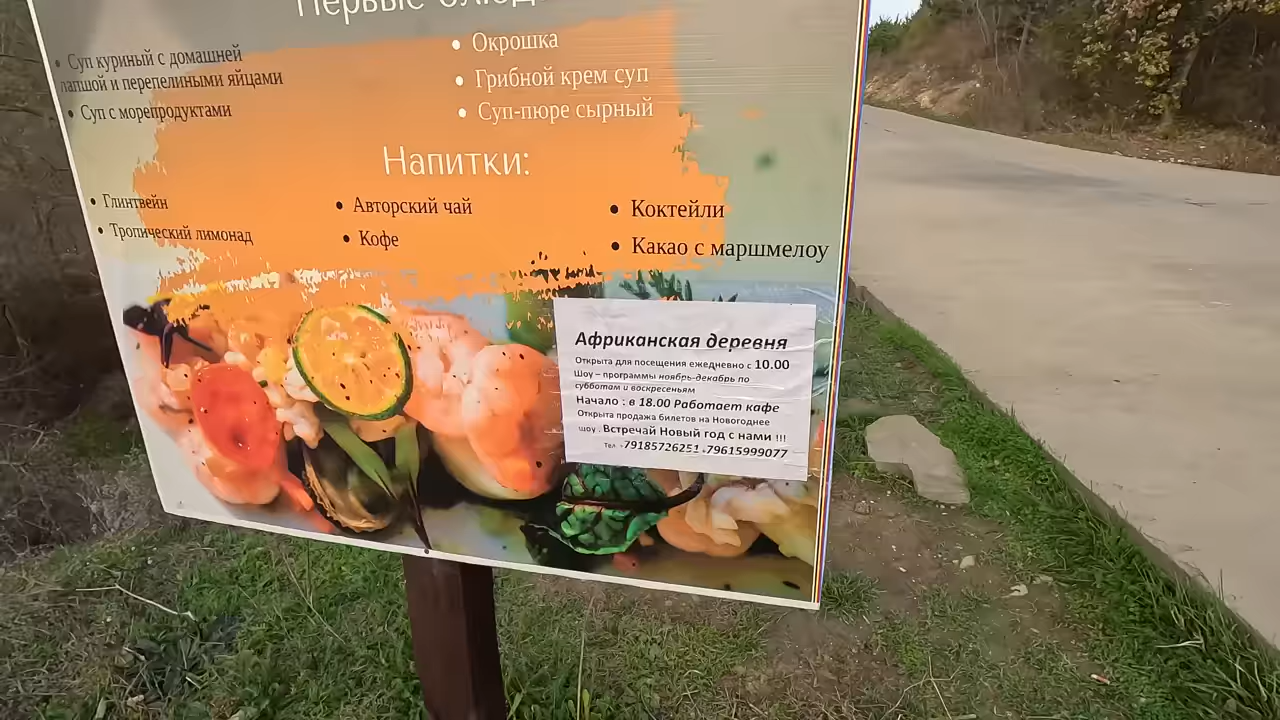 Первые
• Суп куриный с домашней
лапшой и перепелиными яйцами
• Суп с морепродуктами
• Окрошка
• Грибной крем суп
• Суп-пюре сырный
Напитки:
• Глинтвейн
• Тропический лимонад
• Авторский чай
• Кофе
• Коктейли
• Какао с маршмелоу
Африканская деревня
Открыта для посещения ежедневно с 10.00
Шоу – программы ноябрь-декабрь по
субботам и воскресеньям
Начало : в 18.00 Работает кафе
Открыта продажа билетов на Новогоднее
шоу . Встречай Новый год с нами !!!
Тел +79185726251 +79615999077